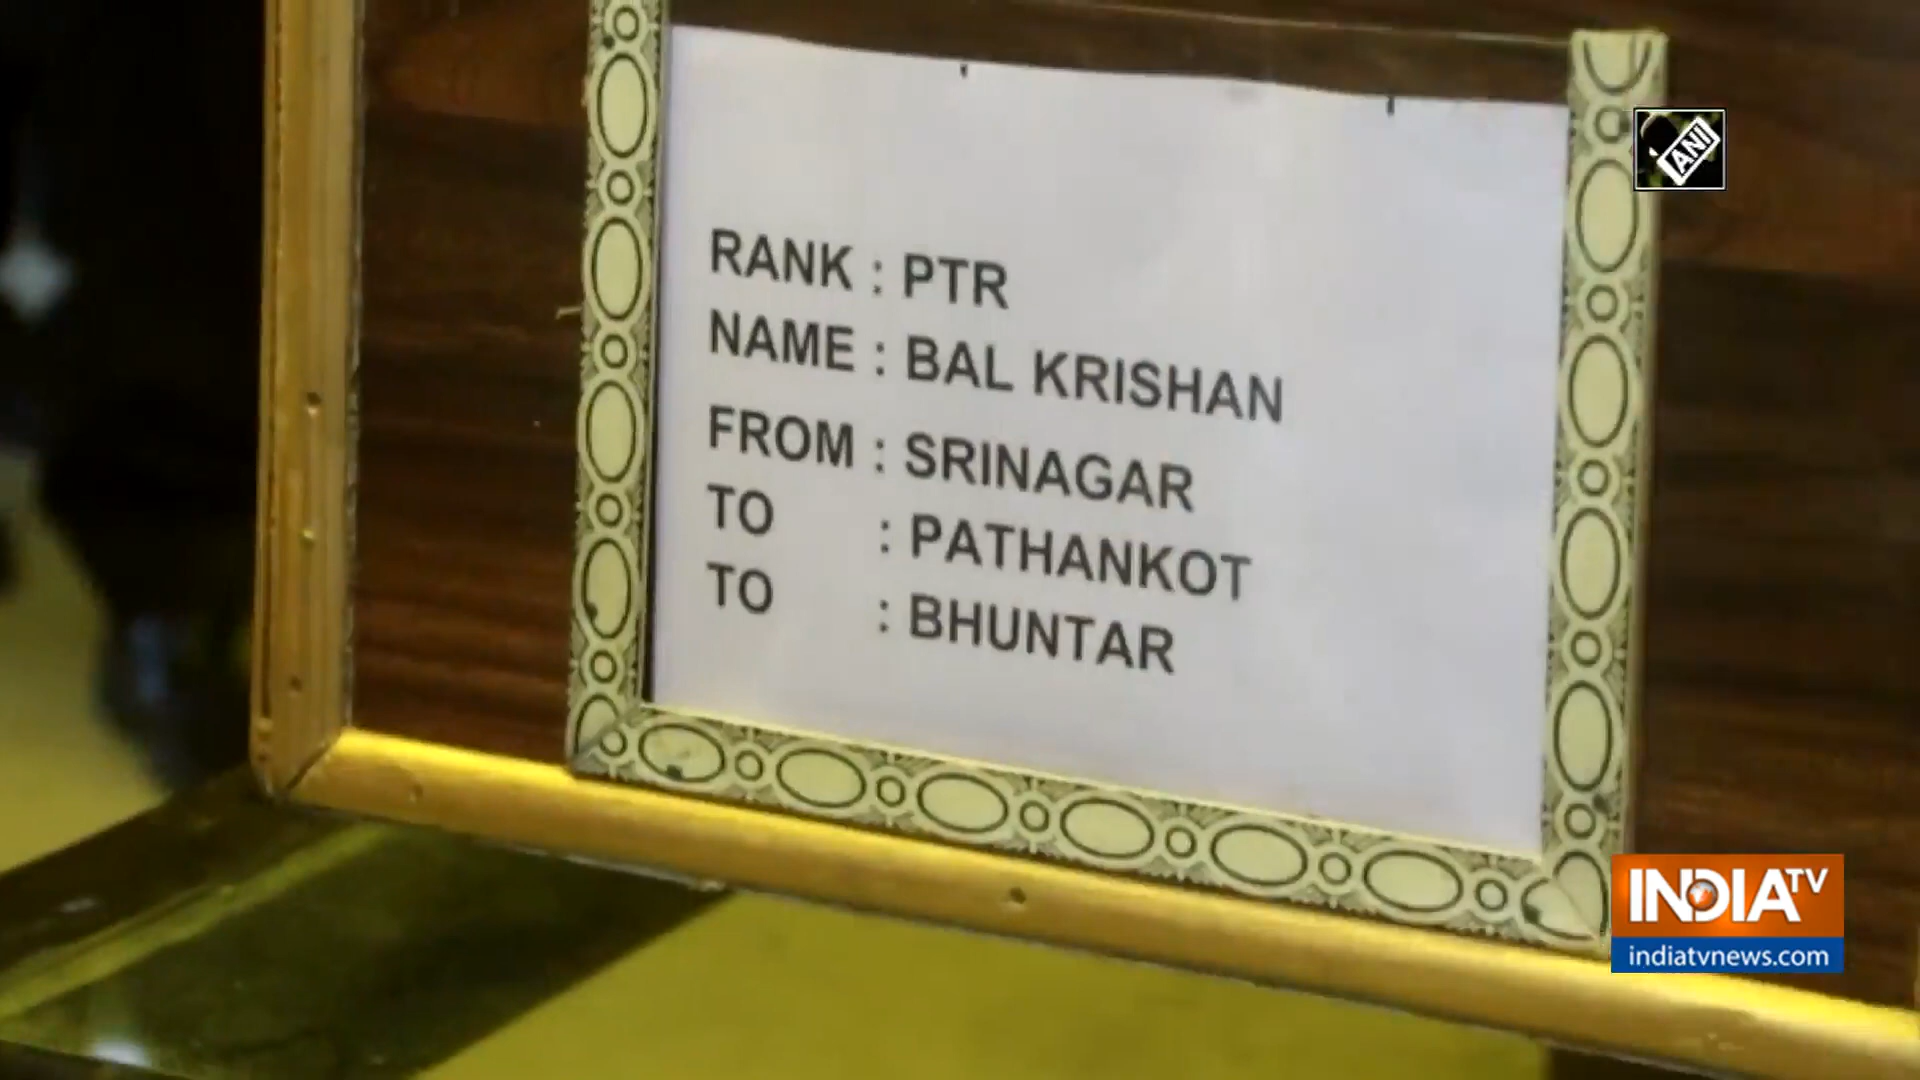 ANI
RANK : PTR
NAME : BAL KRISHAN
FROM : SRINAGAR
TO : PATHANKOT
TO : BHUNTAR
INDIA TV
indiatvnews.com